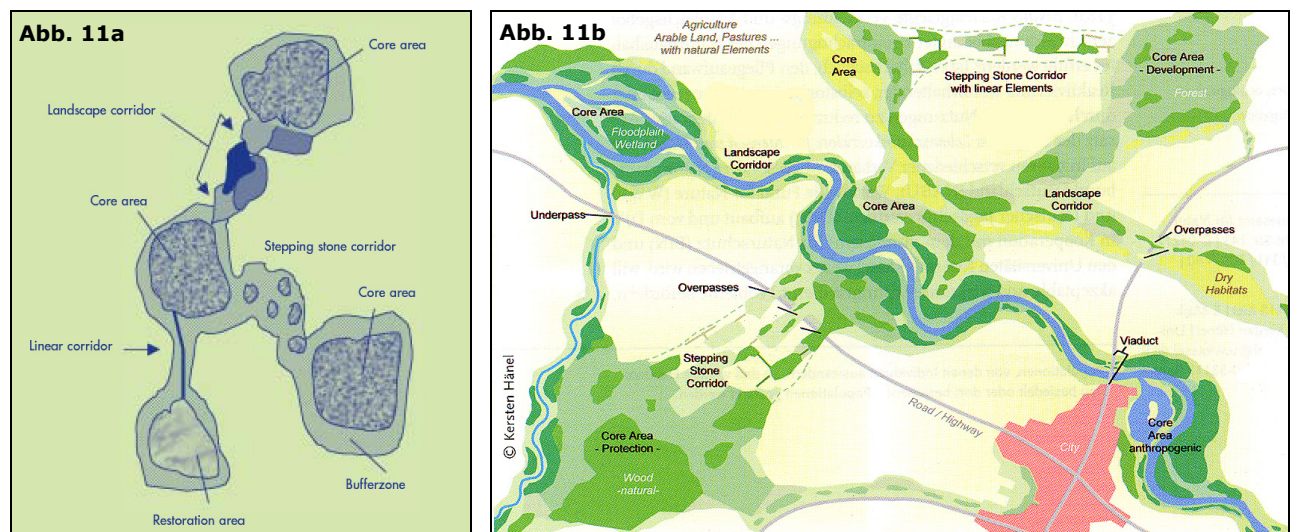 Abb. 11a
Core area
Landscape corridor
Core area
Stepping stone corridor
Core area
Linear corridor
Bufferzone
Restoration area
Abb. 11b
Agriculture
Arable Land, Pastures ...
with natural Elements
Core
Area
Stepping Stone Corridor
with linear Elements
Core Area
- Development -
Forest
Core Area
Floodplain
Wetland
Landscape
Corridor
Landscape
Corridor
Core Area
Underpass
Overpasses
Dry
Habitats
Overpasses
Viaduct
Stepping
Stone
Corridor
Road / Highway
Core Area
- Protection -
Wood
-natural-
City
Core
Area
anthropogenic
© Kersten Hänel